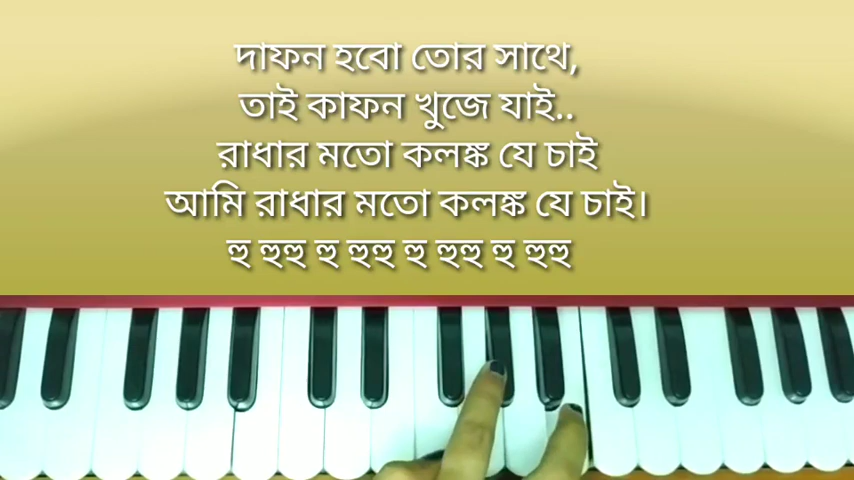 দাফন হবো তোর সাথে,
তাই কাফন খুজে যাই..
রাধার মতো কলঙ্ক যে চাই
আমি রাধার মতো কলঙ্ক যে চাই।
হু হুহু হু হুহু হু হুহু হু হুহু